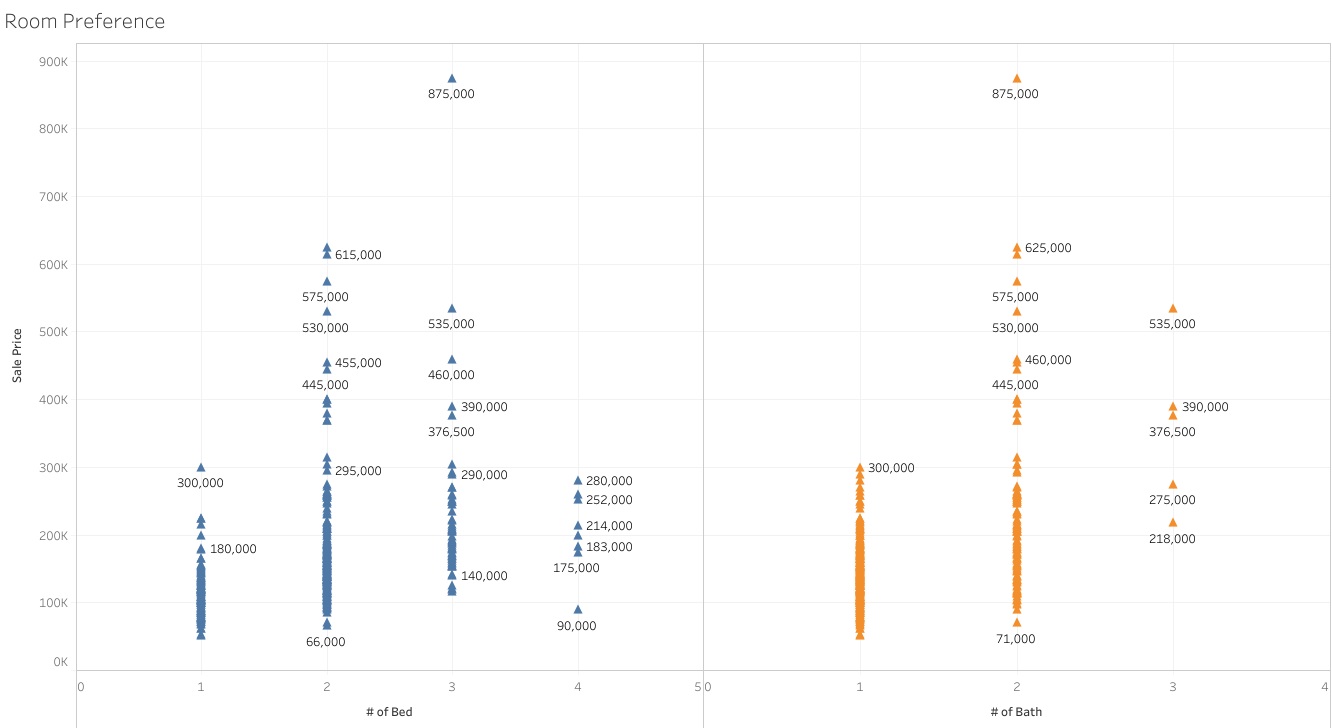 Room Preference
900K
875,000 875,000
800K
700K
625,000
615,000
600K
575,000 575,000
530,000 535,000 530,000 535,000
500K
455,000 460,000
445,000 460,000 445,000
400K
390,000 390,000
376,500 376,500
300K
295,000 290,000 300,000
300,000 280,000
252,000 275,000
214,000
200K
180,000 183,000 218,000
140,000 175,000
100K
66,000 90,000 71,000
0K
Sale Price
0 1 2 3 4 5 0 1 2 3 4
# of Bed # of Bath